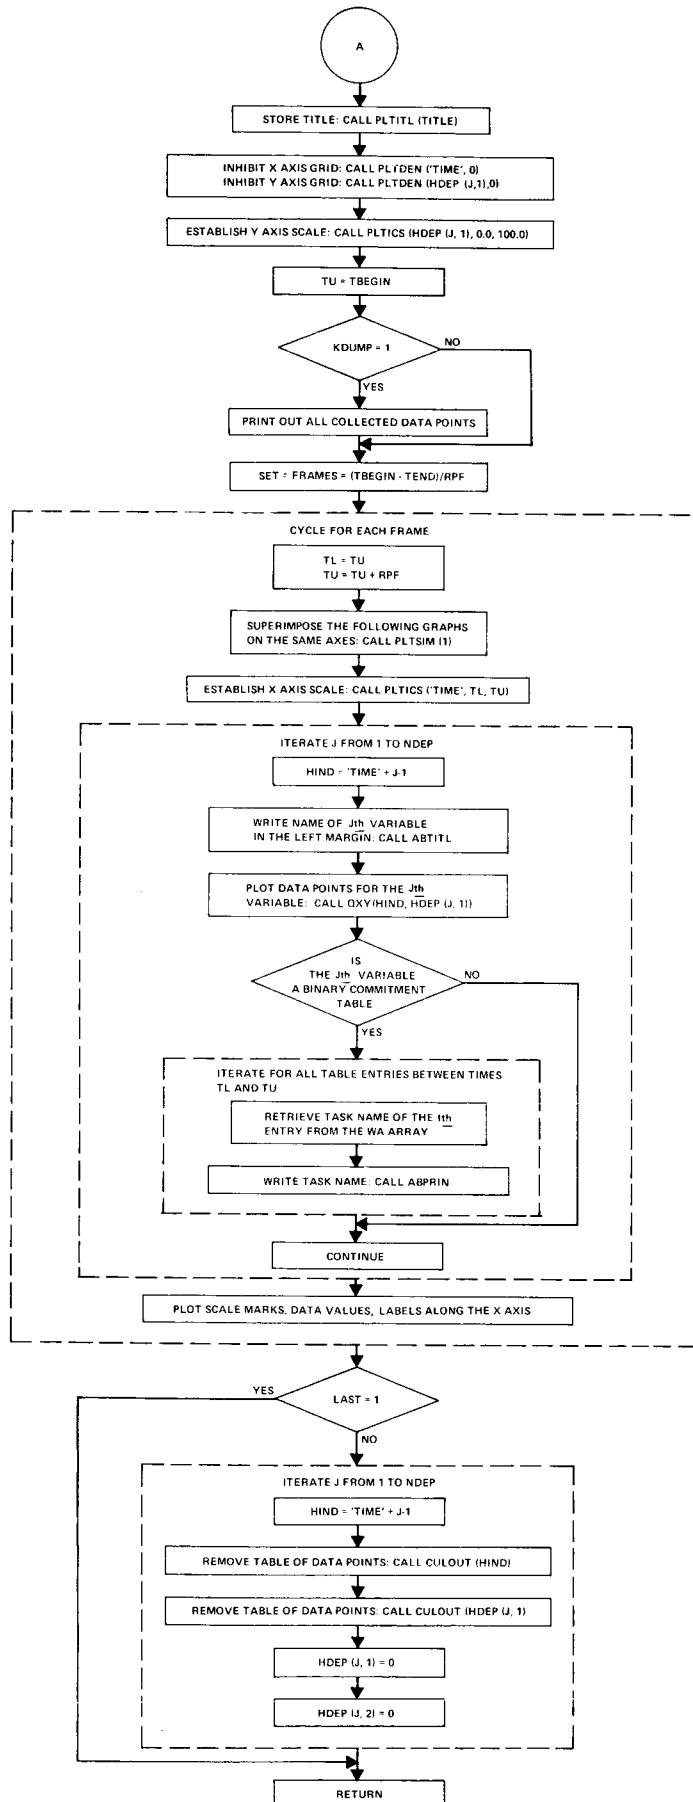 A
STORE TITLE: CALL PLTITL (TITLE)
INHIBIT X AXIS GRID: CALL PLTDEN ('TIME', 0)
INHIBIT Y AXIS GRID: CALL PLTDEN (HDEP (J,1),0)
ESTABLISH Y AXIS SCALE: CALL PLTICS (HDEP (J, 1), 0.0, 100.0)
TU = TBEGIN
KDUMP = 1
NO
YES
PRINT OUT ALL COLLECTED DATA POINTS
SET = FRAMES = (TBEGIN - TEND)/RPF
CYCLE FOR EACH FRAME
TL = TU
TU = TU + RPF
SUPERIMPOSE THE FOLLOWING GRAPHS
ON THE SAME AXES: CALL PLTSIM (1)
ESTABLISH X AXIS SCALE: CALL PLTICS ('TIME', TL, TU)
ITERATE J FROM 1 TO NDEP
HIND = 'TIME' + J-1
WRITE NAME OF Jth VARIABLE
IN THE LEFT MARGIN: CALL ABTITL
PLOT DATA POINTS FOR THE Jth
VARIABLE: CALL QXY(HIND, HDEP (J, 1))
IS
THE Jth VARIABLE
A BINARY COMMITMENT
TABLE
NO
YES
ITERATE FOR ALL TABLE ENTRIES BETWEEN TIMES
TL AND TU
RETRIEVE TASK NAME OF THE Ith
ENTRY FROM THE WA ARRAY
WRITE TASK NAME: CALL ABPRIN
CONTINUE
PLOT SCALE MARKS, DATA VALUES, LABELS ALONG THE X AXIS
YES
LAST = 1
NO
ITERATE J FROM 1 TO NDEP
HIND = 'TIME' + J-1
REMOVE TABLE OF DATA POINTS: CALL CULOUT (HIND)
REMOVE TABLE OF DATA POINTS: CALL CULOUT (HDEP (J, 1)
HDEP (J, 1) = 0
HDEP (J, 2) = 0
RETURN